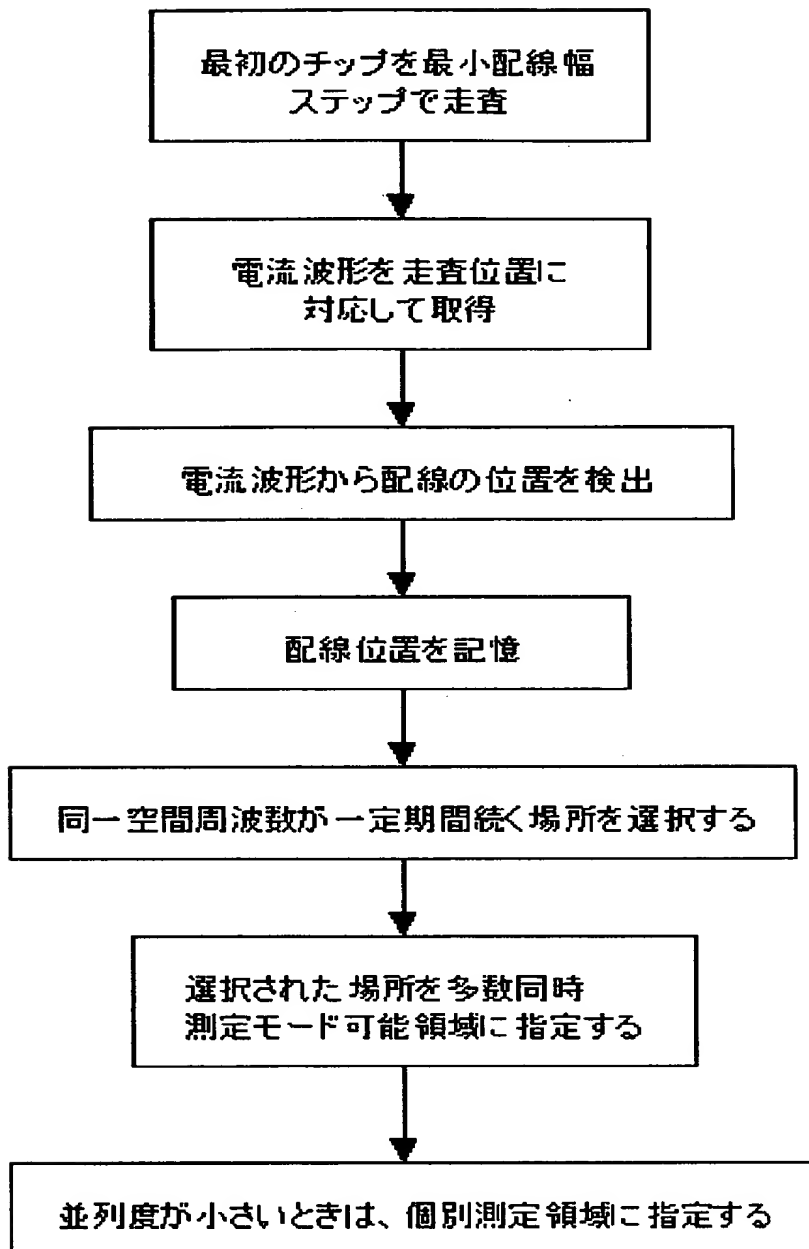 最初のチップを最小配線幅
ステップで走査
電流波形を走査位置に
対応して取得
電流波形から配線の位置を検出
配線位置を記憶
同一空間周波数が一定期間続く場所を選択する
選択された場所を多数同時
測定モード可能領域に指定する
並列度が小さいときは、個別測定領域に指定する